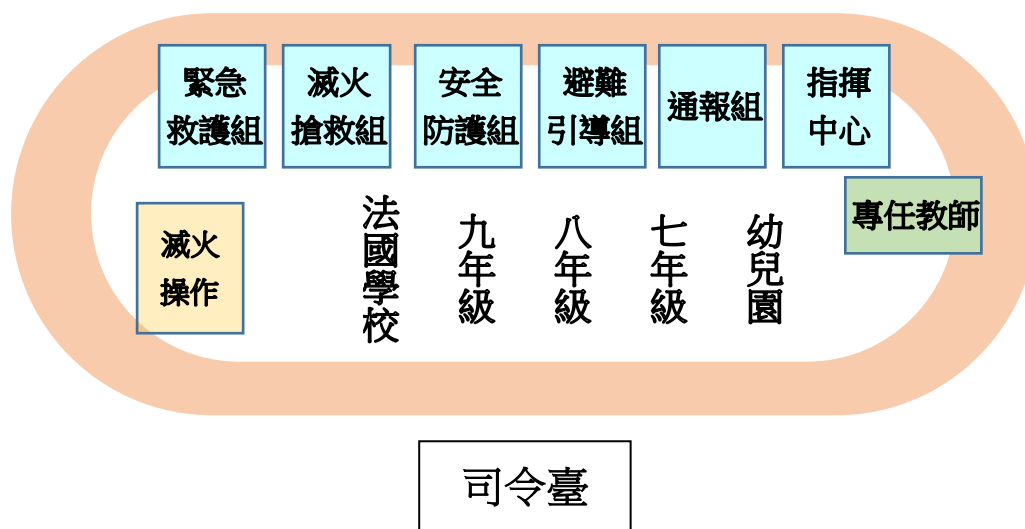 緊急
救護組
滅火
搶救組
安全
防護組
避難
引導組
通報組
指揮
中心
專任教師
滅火
操作
法國學校
九年級
八年級
七年級
幼兒園
司令臺